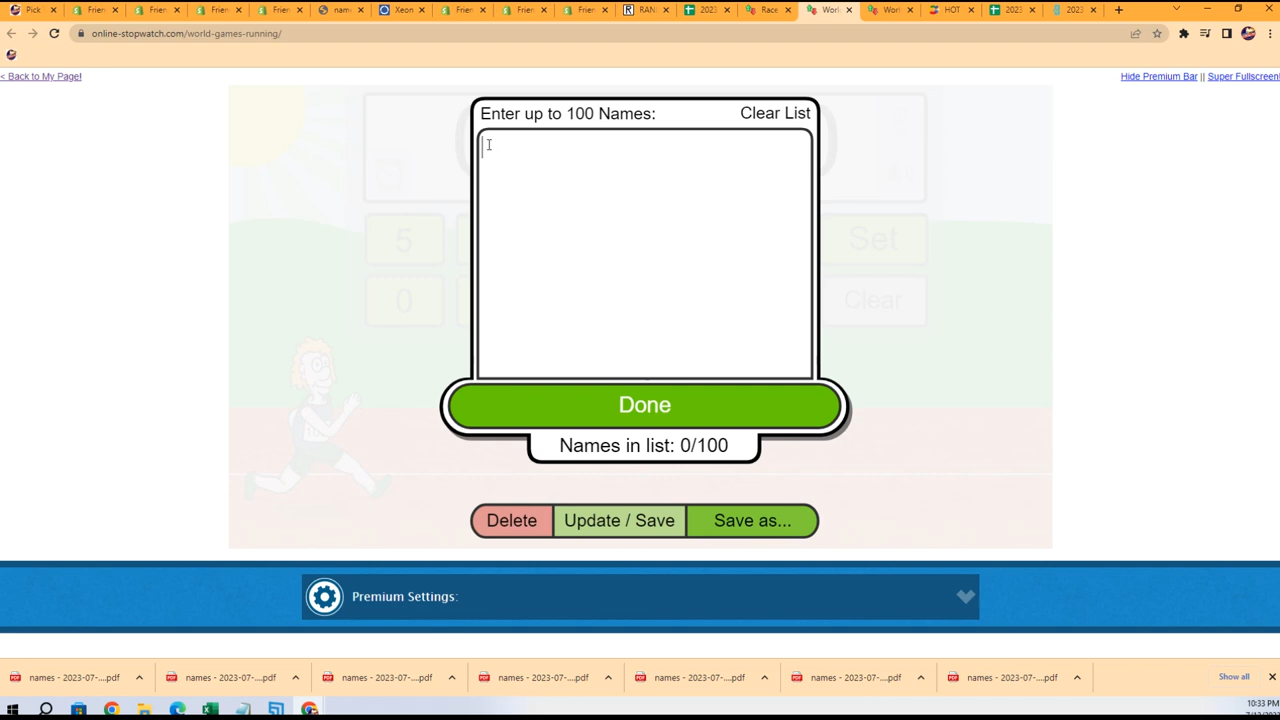 Pick
Frien
Frien
Frien
Frien
nam
Xeon
Frien
Frien
Frien
RAN
2023
Race
Worl
Worl
HOT
2023
2023
online-stopwatch.com/world-games-running/
< Back to My Page!
Hide Premium Bar || Super Fullscreen!
Enter up to 100 Names:
Clear List
5
Set
0
Clear
Done
Names in list: 0/100
Delete
Update / Save
Save as...
Premium Settings:
names - 2023-07-....pdf
names - 2023-07-....pdf
names - 2023-07-....pdf
names - 2023-07-....pdf
names - 2023-07-....pdf
names - 2023-07-....pdf
names - 2023-07-....pdf
Show all
10:33 PM